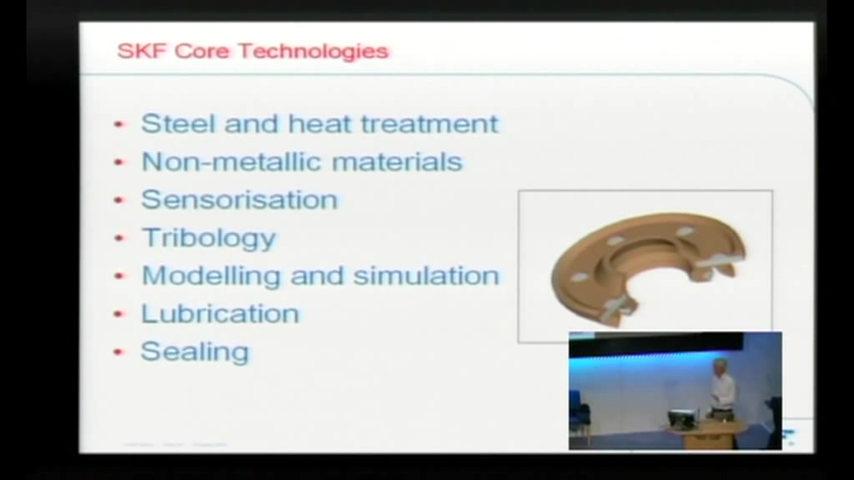 SKF Core Technologies
• Steel and heat treatment
• Non-metallic materials
• Sensorisation
• Tribology
• Modelling and simulation
• Lubrication
• Sealing